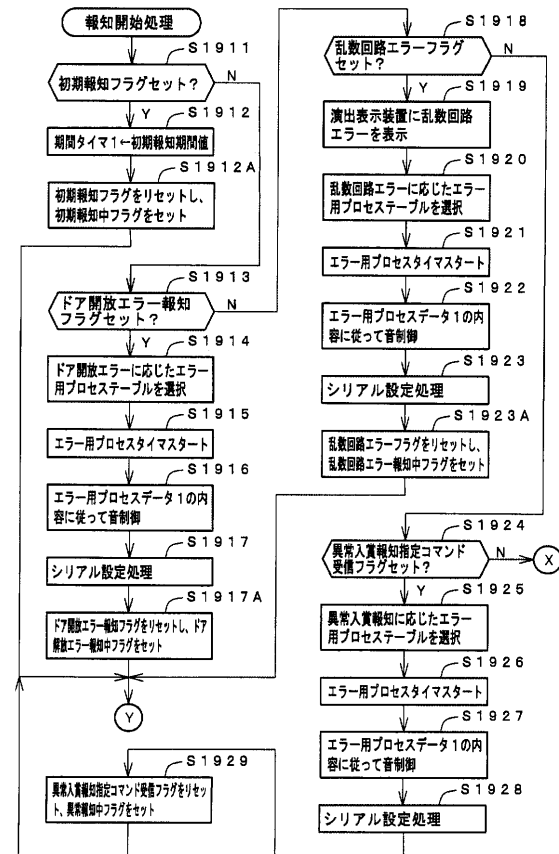 報知開始処理
S1911
初期報知フラグセット?
N
Y
S1912
期間タイマ1←初期報知期間値
S1912A
初期報知フラグをリセットし、
初期報知中フラグをセット
S1913
ドア開放エラー報知
フラグセット?
N
Y
S1914
ドア開放エラーに応じたエラー
用プロセステーブルを選択
S1915
エラー用プロセスタイマスタート
S1916
エラー用プロセスデータ1の内
容に従って音制御
S1917
シリアル設定処理
S1917A
ドア開放エラー報知フラグをリセットし、ドア
解放エラー報知中フラグをセット
Y
S1929
異常入賞報知指定コマンド受信フラグをリセッ
ト、異常報知中フラグをセット
S1918
乱数回路エラーフラグ
セット?
N
Y
S1919
演出表示装置に乱数回路
エラーを表示
S1920
乱数回路エラーに応じたエラー
用プロセステーブルを選択
S1921
エラー用プロセスタイマスタート
S1922
エラー用プロセスデータ1の内
容に従って音制御
S1923
シリアル設定処理
S1923A
乱数回路エラーフラグをリセットし、
乱数回路エラー報知中フラグをセット
S1924
異常入賞報知指定コマンド
受信フラグセット?
N
X
Y
S1925
異常入賞報知に応じたエラー
用プロセステーブルを選択
S1926
エラー用プロセスタイマスタート
S1927
エラー用プロセスデータ1の内
容に従って音制御
S1928
シリアル設定処理